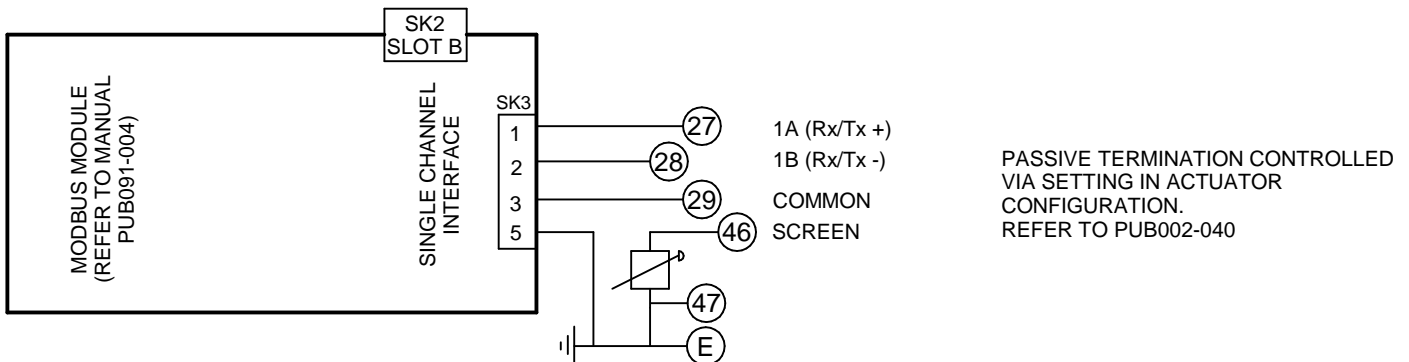 SK2
SLOT B
MODBUS MODULE
(REFER TO MANUAL
PUB091-004)
SINGLE CHANNEL
INTERFACE
SK3
1
27
1A (Rx/Tx +)
2
28
1B (Rx/Tx -)
3
29
COMMON
5
46
SCREEN
47
E
PASSIVE TERMINATION CONTROLLED
VIA SETTING IN ACTUATOR
CONFIGURATION.
REFER TO PUB002-040